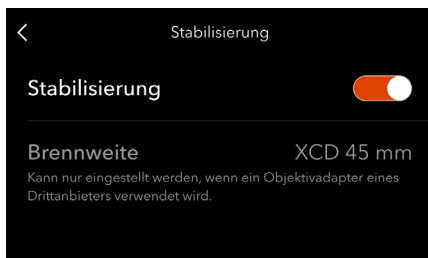 Stabilisierung
Stabilisierung
Brennweite XCD 45 mm
Kann nur eingestellt werden, wenn ein Objektivadapter eines
Drittanbieters verwendet wird.